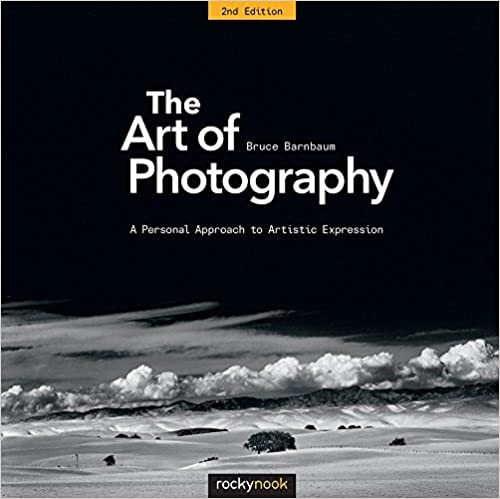 2nd Edition
The
Art of
Bruce Barnbaum
Photography
A Personal Approach to Artistic Expression
rockynook